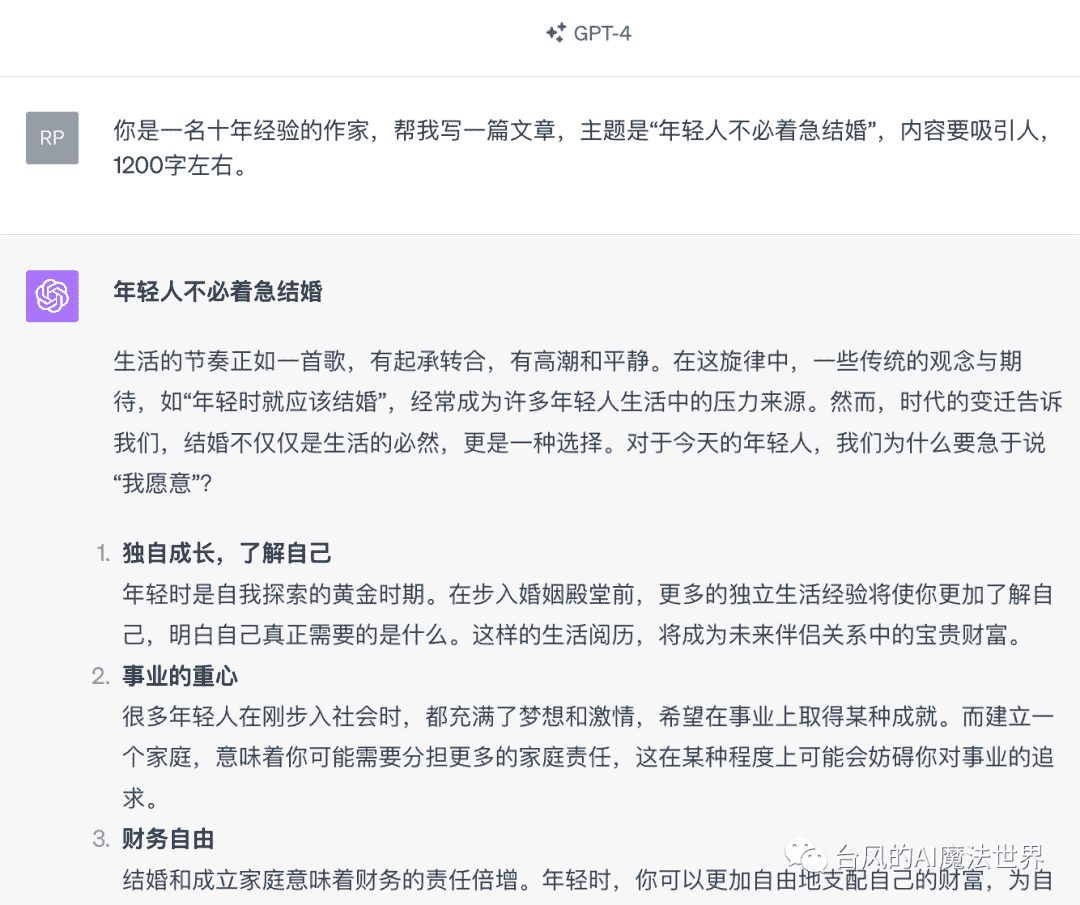 GPT-4
RP
你是一名十年经验的作家，帮我写一篇文章，主题是“年轻人不必着急结婚”，内容要吸引人，
1200字左右。
年轻人不必着急结婚
生活的节奏正如一首歌，有起承转合，有高潮和平静。在这旋律中，一些传统的观念与期
待，如“年轻时就应该结婚”，经常成为许多年轻人生活中的压力来源。然而，时代的变迁告诉
我们，结婚不仅仅是生活的必然，更是一种选择。对于今天的年轻人，我们为什么要急于说
“我愿意”？
1. 独自成长，了解自己
年轻时是自我探索的黄金时期。在步入婚姻殿堂前，更多的独立生活经验将使你更加了解自
己，明白自己真正需要的是什么。这样的生活阅历，将成为未来伴侣关系中的宝贵财富。
2. 事业的重心
很多年轻人在刚步入社会时，都充满了梦想和激情，希望在事业上取得某种成就。而建立一
个家庭，意味着你可能需要分担更多的家庭责任，这在某种程度上可能会妨碍你对事业的追
求。
3. 财务自由
结婚和成立家庭意味着财务的责任倍增。年轻时，你可以更加自由地支配自己的财富，为自
台风的AI魔法世界